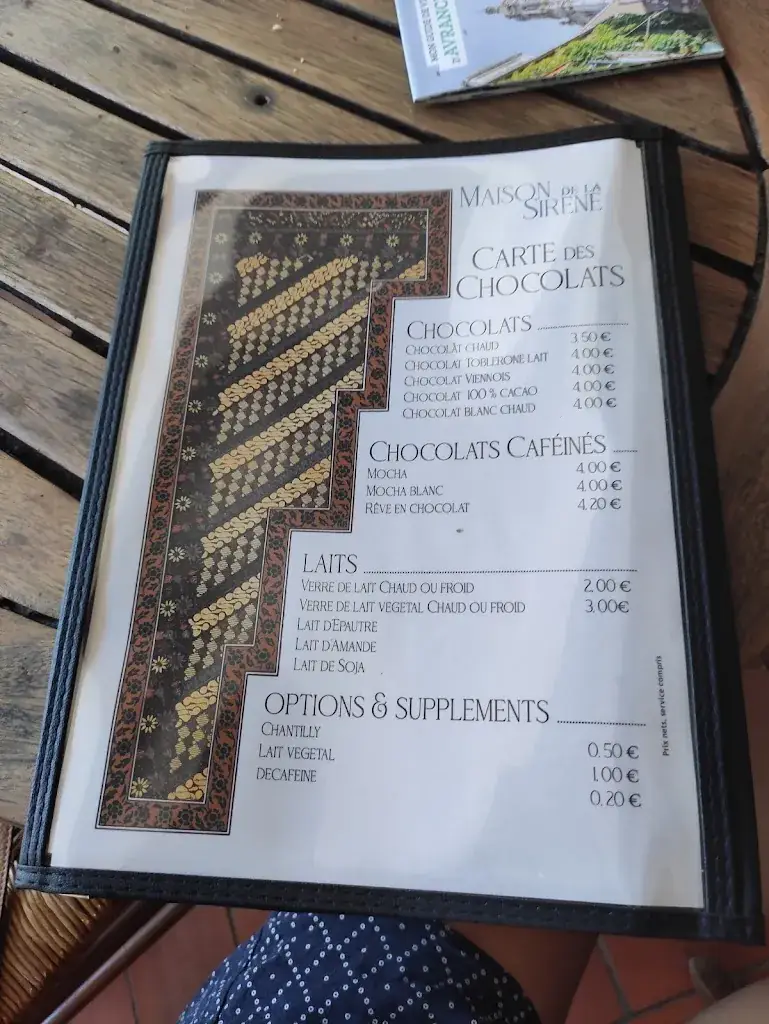 MON GUIDE DE
D'AVRANC
MAISON DE LA
SIRENE
CARTE DES
CHOCOLATS
CHOCOLATS
CHOCOLAT CHAUD 3.50 €
CHOCOLAT TOBLERONE LAIT 4.00 €
CHOCOLAT VIENNOIS 4.00 €
CHOCOLAT 100 % CACAO 4.00 €
CHOCOLAT BLANC CHAUD 4.00 €
CHOCOLATS CAFÉINÉS
MOCHA 4.00 €
MOCHA BLANC 4.00 €
RÊVE EN CHOCOLAT 4.20 €
LAITS
VERRE DE LAIT CHAUD OU FROID 2.00 €
VERRE DE LAIT VEGETAL CHAUD OU FROID 3.00€
LAIT D'EPAUTRE
LAIT D'AMANDE
LAIT DE SOJA
OPTIONS & SUPPLEMENTS
CHANTILLY 0.50 €
LAIT VEGETAL 1.00 €
DECAFEINE 0.20 €
Prix nets, service compris